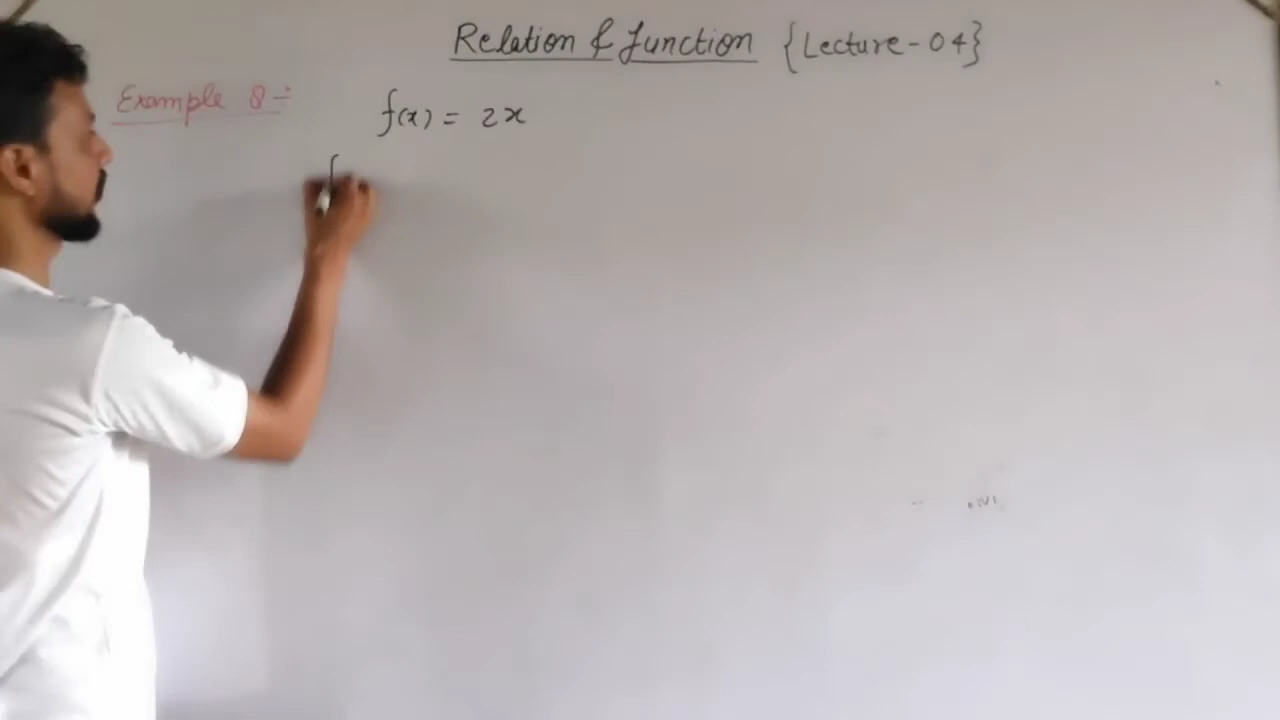 Relation & function {Lecture-04}
Example 8 ÷
f(x) = 2x
f